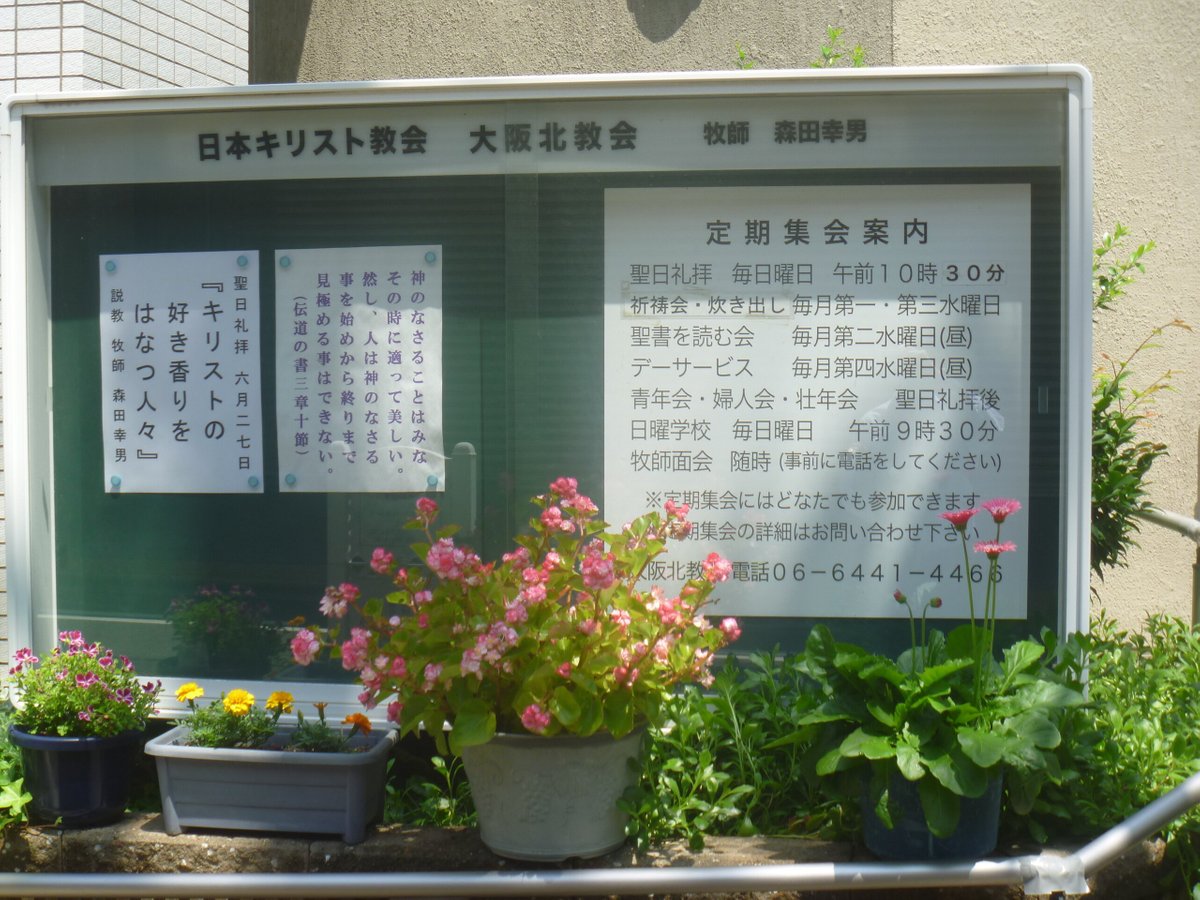 日本キリスト教会　大阪北教会　牧師　森田幸男
定期集会案内
聖日礼拝　毎日曜日　午前10時30分
祈祷会・炊き出し 毎月第一・第三水曜日
聖書を読む会　毎月第二水曜日(昼)
デーサービス　毎月第四水曜日(昼)
青年会・婦人会・壮年会　聖日礼拝後
日曜学校　毎日曜日　午前9時30分
牧師面会　随時 (事前に電話をしてください)
※定期集会にはどなたでも参加できます
定期集会の詳細はお問い合わせ下さい
大阪北教 電話06－6441－4466
神のなさることはみな
その時に適って美しい。
然し、人は神のなさる
事を始めから終りまで
見極める事はできない。
(伝道の書三章十節)
聖日礼拝　六月二七日
『キリストの
好き香りを
はなつ人々』
説教　牧師　森田幸男